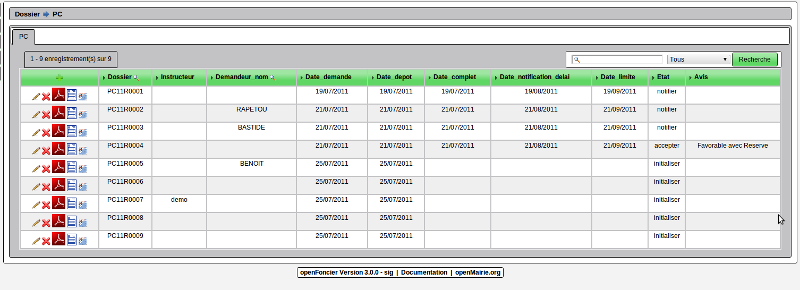 Dossier PC
PC
1 - 9 enregistrement(s) sur 9 Tous Recherche
Dossier Instructeur Demandeur_nom Date_demande Date_depot Date_complet Date_notification_delai Date_limite Etat Avis
PC11R0001 19/07/2011 19/07/2011 19/07/2011 19/08/2011 19/09/2011 notifier
PC11R0002 RAPETOU 21/07/2011 21/07/2011 21/07/2011 21/08/2011 21/09/2011 notifier
PC11R0003 BASTIDE 21/07/2011 21/07/2011 21/07/2011 21/08/2011 21/09/2011 notifier
PC11R0004 21/07/2011 21/07/2011 21/07/2011 21/08/2011 21/09/2011 accepter Favorable avec Reserve
PC11R0005 BENOIT 25/07/2011 25/07/2011 initialiser
PC11R0006 25/07/2011 25/07/2011 initialiser
PC11R0007 demo 25/07/2011 25/07/2011 initialiser
PC11R0008 25/07/2011 25/07/2011 initialiser
PC11R0009 25/07/2011 25/07/2011 initialiser
openFoncier Version 3.0.0 - sig | Documentation | openMairie.org